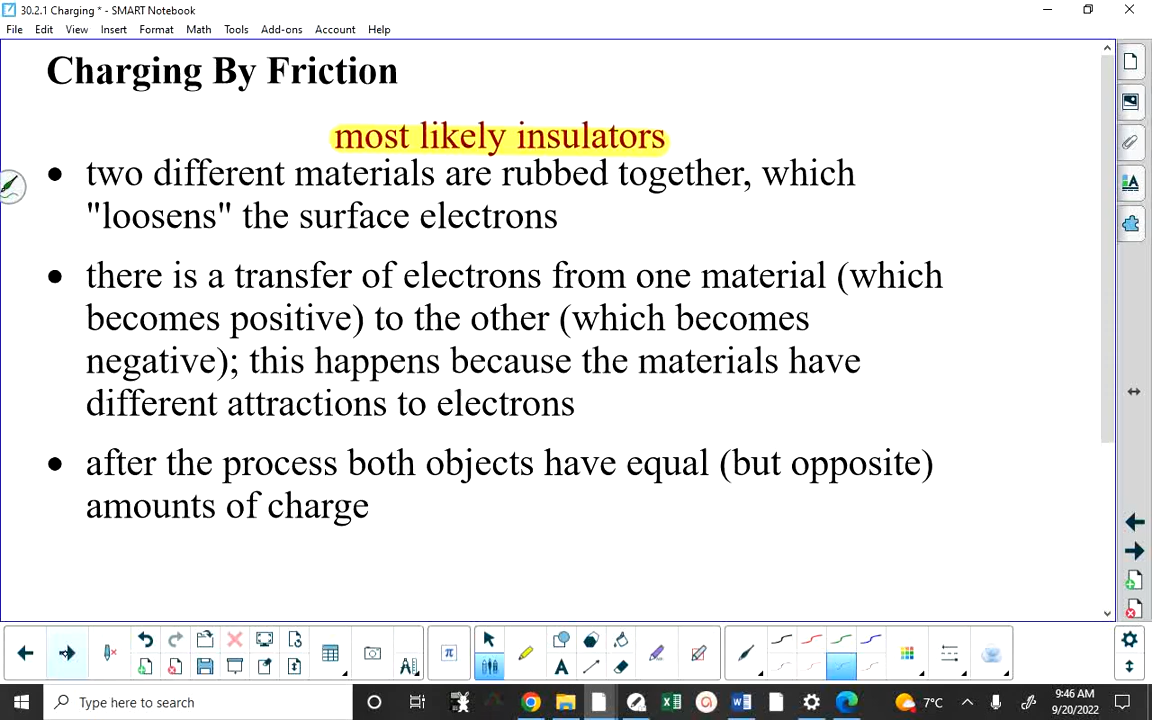 30.2.1 Charging * - SMART Notebook
File Edit View Insert Format Math Tools Add-ons Account Help
Charging By Friction
most likely insulators
• two different materials are rubbed together, which
"loosens" the surface electrons
• there is a transfer of electrons from one material (which
becomes positive) to the other (which becomes
negative); this happens because the materials have
different attractions to electrons
• after the process both objects have equal (but opposite)
amounts of charge
Type here to search
7°C
9:46 AM
9/20/2022